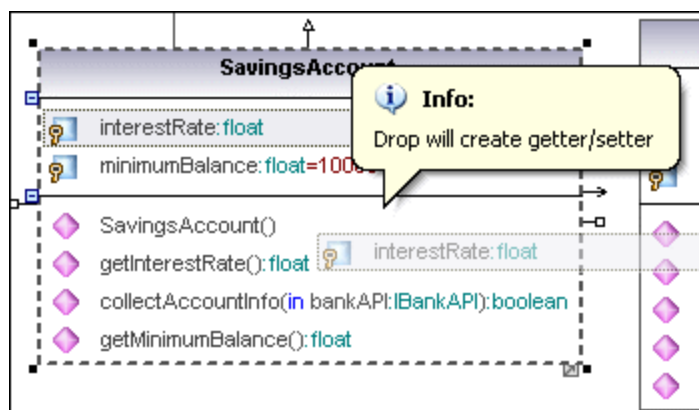 SavingsAccount
Info:
Drop will create getter/setter
interestRate:float
minimumBalance:float=10000
SavingsAccount()
interestRate:float
getInterestRate():float
collectAccountInfo(in bankAPI:IBankAPI):boolean
getMinimumBalance():float